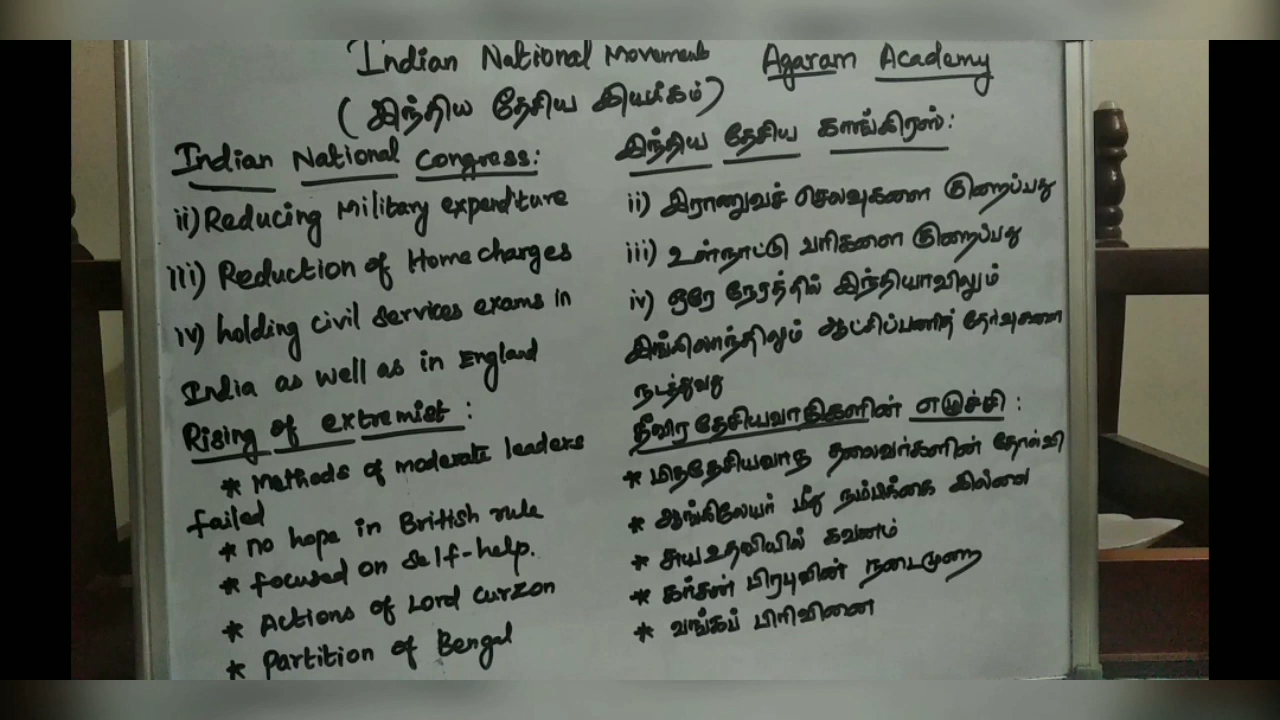 Indian National Movement Agaram Academy
(இந்திய தேசிய இயக்கம்)
Indian National Congress:
ii) Reducing Military expenditure
iii) Reduction of Home charges
iv) holding civil services exams in
India as well as in England
Rising of extremist :
* Methods of moderate leaders
failed
* no hope in British rule
* focused on self-help.
* Actions of Lord Curzon
* Partition of Bengal
இந்திய தேசிய காங்கிரஸ்:
ii) இராணுவச் செலவுகளை குறைப்பது
iii) உள்நாட்டு வரிகளை குறைப்பது
iv) ஒரே நேரத்தில் இந்தியாவிலும்
இங்கிலாந்திலும் ஆட்சிப்பணித் தேர்வுகளை
நடத்துவது
தீவிர தேசியவாதிகளின் எழுச்சி :
* மிததேசியவாத தலைவர்களின் தோல்வி
* ஆங்கிலேயர் மீது நம்பிக்கை இல்லை
* சுய உதவியில் கவனம்
* கர்சன் பிரபுவின் நடைமுறை
* வங்கப் பிரிவினை